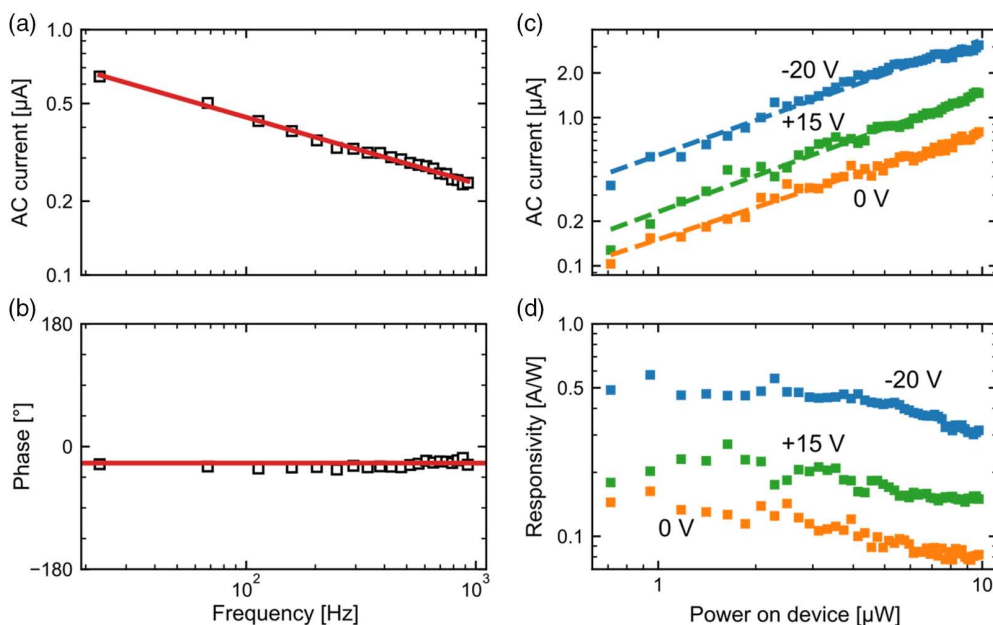 (a)
1.0
0.5
0.2
0.1
AC current [µA]
(b)
180
0
−180
Phase [°]
10²
10³
Frequency [Hz]
(c)
2.0
1.0
0.2
0.1
AC current [µA]
-20 V
+15 V
0 V
(d)
1.0
0.5
0.1
Responsivity [A/W]
-20 V
+15 V
0 V
1
10
Power on device [µW]